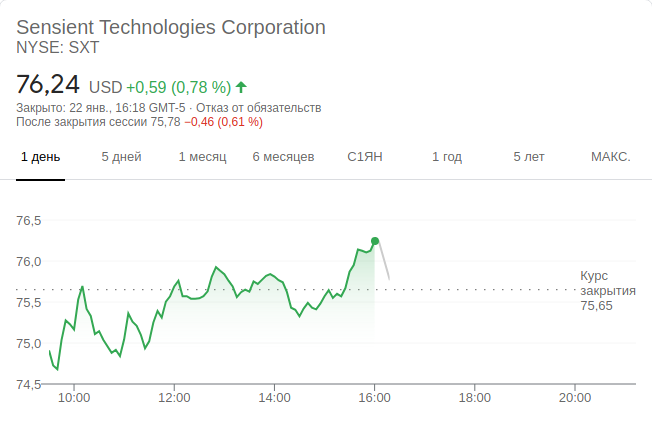 Sensient Technologies Corporation
NYSE: SXT
76,24 USD +0,59 (0,78 %)
Закрыто: 22 янв., 16:18 GMT-5 · Отказ от обязательств
После закрытия сессии 75,78 −0,46 (0,61 %)
1 день 5 дней 1 месяц 6 месяцев С1ЯН 1 год 5 лет МАКС.
76,5
76,0
Курс
закрытия
75,65
75,5
75,0
74,5
10:00 12:00 14:00 16:00 18:00 20:00